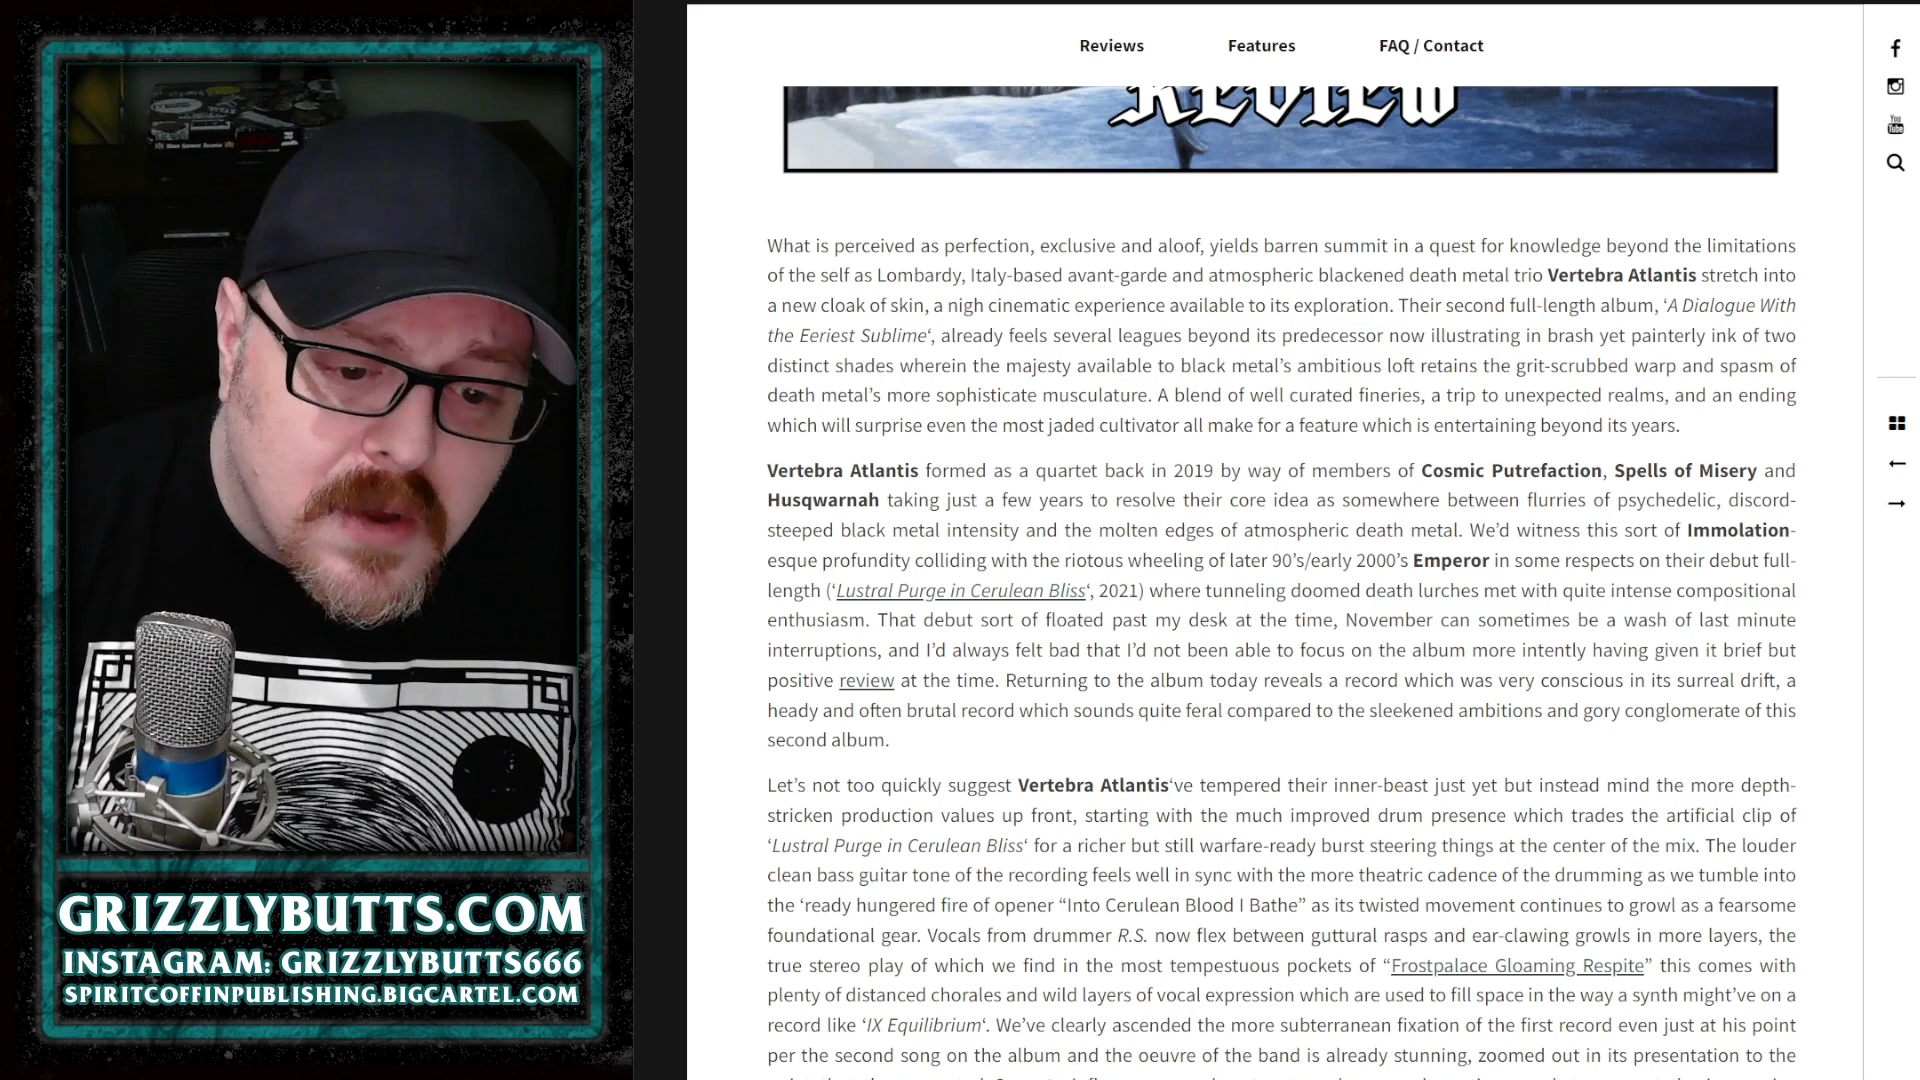 GRIZZLYBUTTS.COM
INSTAGRAM: GRIZZLYBUTTS666
SPIRITCOFFINPUBLISHING.BIGCARTEL.COM
Reviews Features FAQ / Contact
REVIEW
What is perceived as perfection, exclusive and aloof, yields barren summit in a quest for knowledge beyond the limitations
of the self as Lombardy, Italy-based avant-garde and atmospheric blackened death metal trio Vertebra Atlantis stretch into
a new cloak of skin, a nigh cinematic experience available to its exploration. Their second full-length album, ‘A Dialogue With
the Eeriest Sublime‘, already feels several leagues beyond its predecessor now illustrating in brash yet painterly ink of two
distinct shades wherein the majesty available to black metal’s ambitious loft retains the grit-scrubbed warp and spasm of
death metal’s more sophisticate musculature. A blend of well curated fineries, a trip to unexpected realms, and an ending
which will surprise even the most jaded cultivator all make for a feature which is entertaining beyond its years.
Vertebra Atlantis formed as a quartet back in 2019 by way of members of Cosmic Putrefaction, Spells of Misery and
Husqwarnah taking just a few years to resolve their core idea as somewhere between flurries of psychedelic, discord-
steeped black metal intensity and the molten edges of atmospheric death metal. We’d witness this sort of Immolation-
esque profundity colliding with the riotous wheeling of later 90’s/early 2000’s Emperor in some respects on their debut full-
length (‘Lustral Purge in Cerulean Bliss‘, 2021) where tunneling doomed death lurches met with quite intense compositional
enthusiasm. That debut sort of floated past my desk at the time, November can sometimes be a wash of last minute
interruptions, and I’d always felt bad that I’d not been able to focus on the album more intently having given it brief but
positive review at the time. Returning to the album today reveals a record which was very conscious in its surreal drift, a
heady and often brutal record which sounds quite feral compared to the sleekened ambitions and gory conglomerate of this
second album.
Let’s not too quickly suggest Vertebra Atlantis‘ve tempered their inner-beast just yet but instead mind the more depth-
stricken production values up front, starting with the much improved drum presence which trades the artificial clip of
‘Lustral Purge in Cerulean Bliss‘ for a richer but still warfare-ready burst steering things at the center of the mix. The louder
clean bass guitar tone of the recording feels well in sync with the more theatric cadence of the drumming as we tumble into
the ‘ready hungered fire of opener “Into Cerulean Blood I Bathe” as its twisted movement continues to growl as a fearsome
foundational gear. Vocals from drummer R.S. now flex between guttural rasps and ear-clawing growls in more layers, the
true stereo play of which we find in the most tempestuous pockets of “Frostpalace Gloaming Respite” this comes with
plenty of distanced chorales and wild layers of vocal expression which are used to fill space in the way a synth might’ve on a
record like ‘IX Equilibrium‘. We’ve clearly ascended the more subterranean fixation of the first record even just at his point
per the second song on the album and the oeuvre of the band is already stunning, zoomed out in its presentation to the